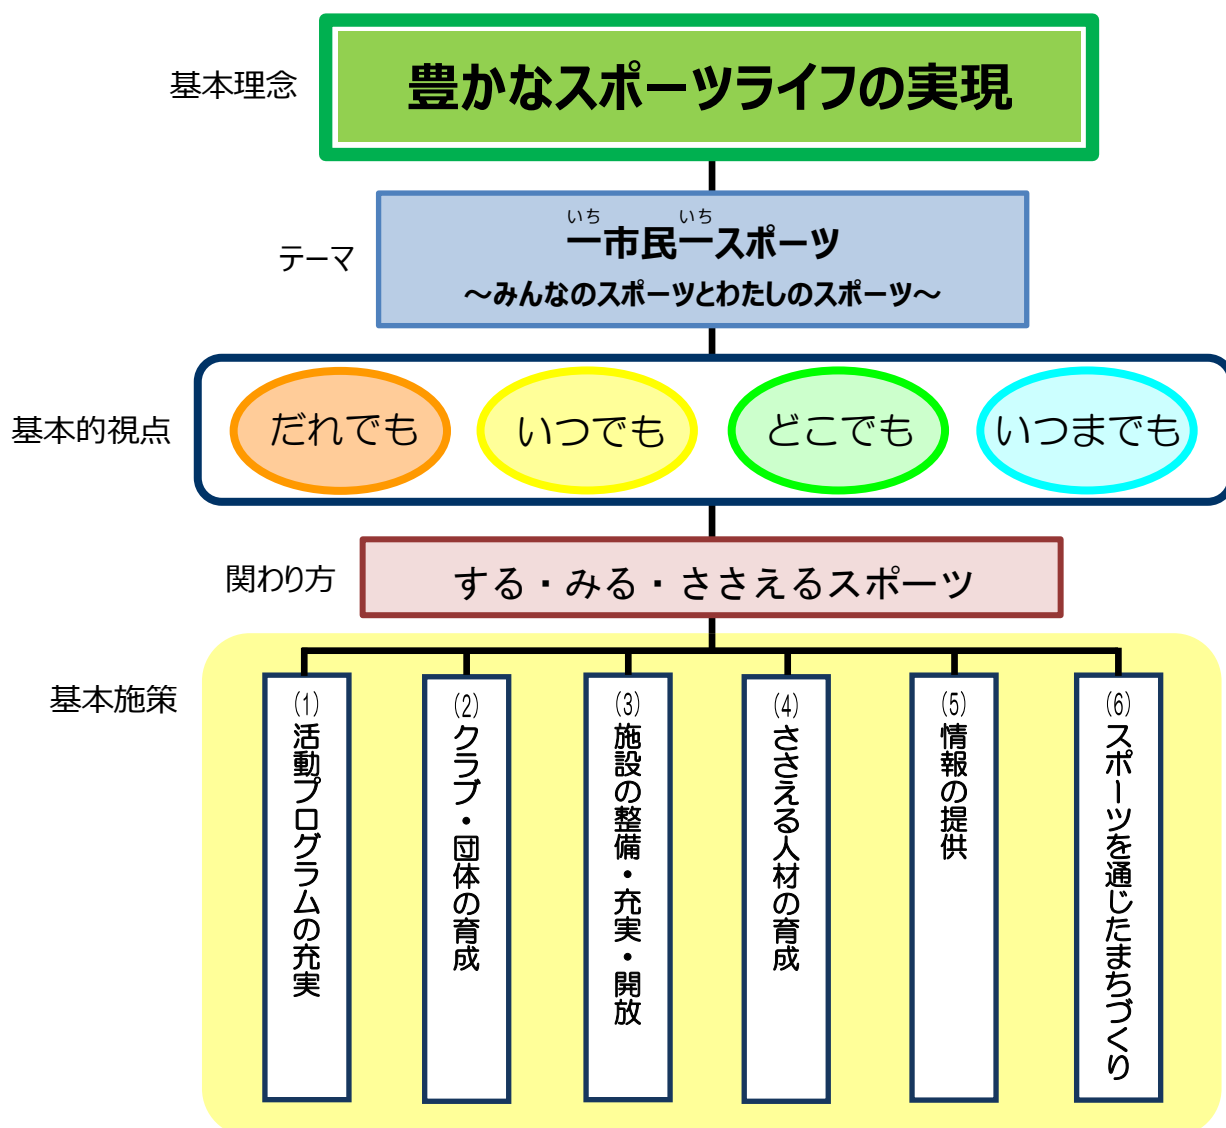 基本理念
豊かなスポーツライフの実現
テーマ
いち いち
一市民一スポーツ
～みんなのスポーツとわたしのスポーツ～
基本的視点
だれでも
いつでも
どこでも
いつまでも
関わり方
する・みる・ささえるスポーツ
基本施策
(1)活動プログラムの充実
(2)クラブ・団体の育成
(3)施設の整備・充実・開放
(4)ささえる人材の育成
(5)情報の提供
(6)スポーツを通じたまちづくり